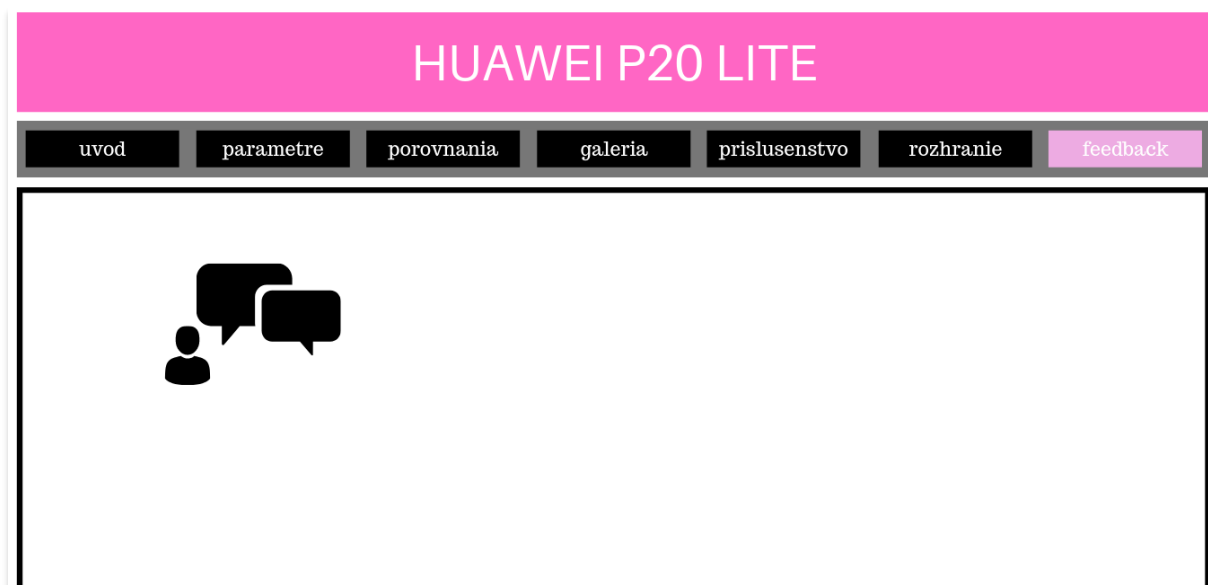 HUAWEI P20 LITE
uvod parametre porovnania galeria prislusenstvo rozhranie feedback